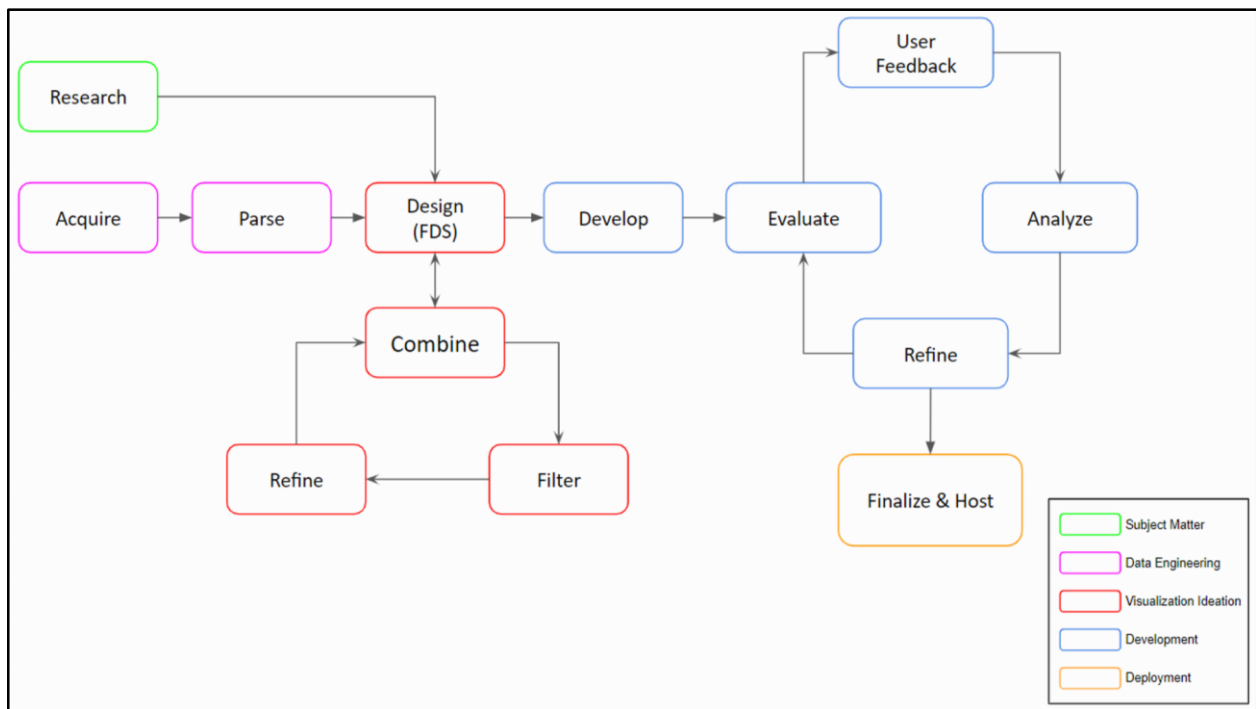 User
Feedback
Research
Acquire
Parse
Design
(FDS)
Develop
Evaluate
Analyze
Combine
Refine
Refine
Filter
Finalize & Host
Subject Matter
Data Engineering
Visualization Ideation
Development
Deployment